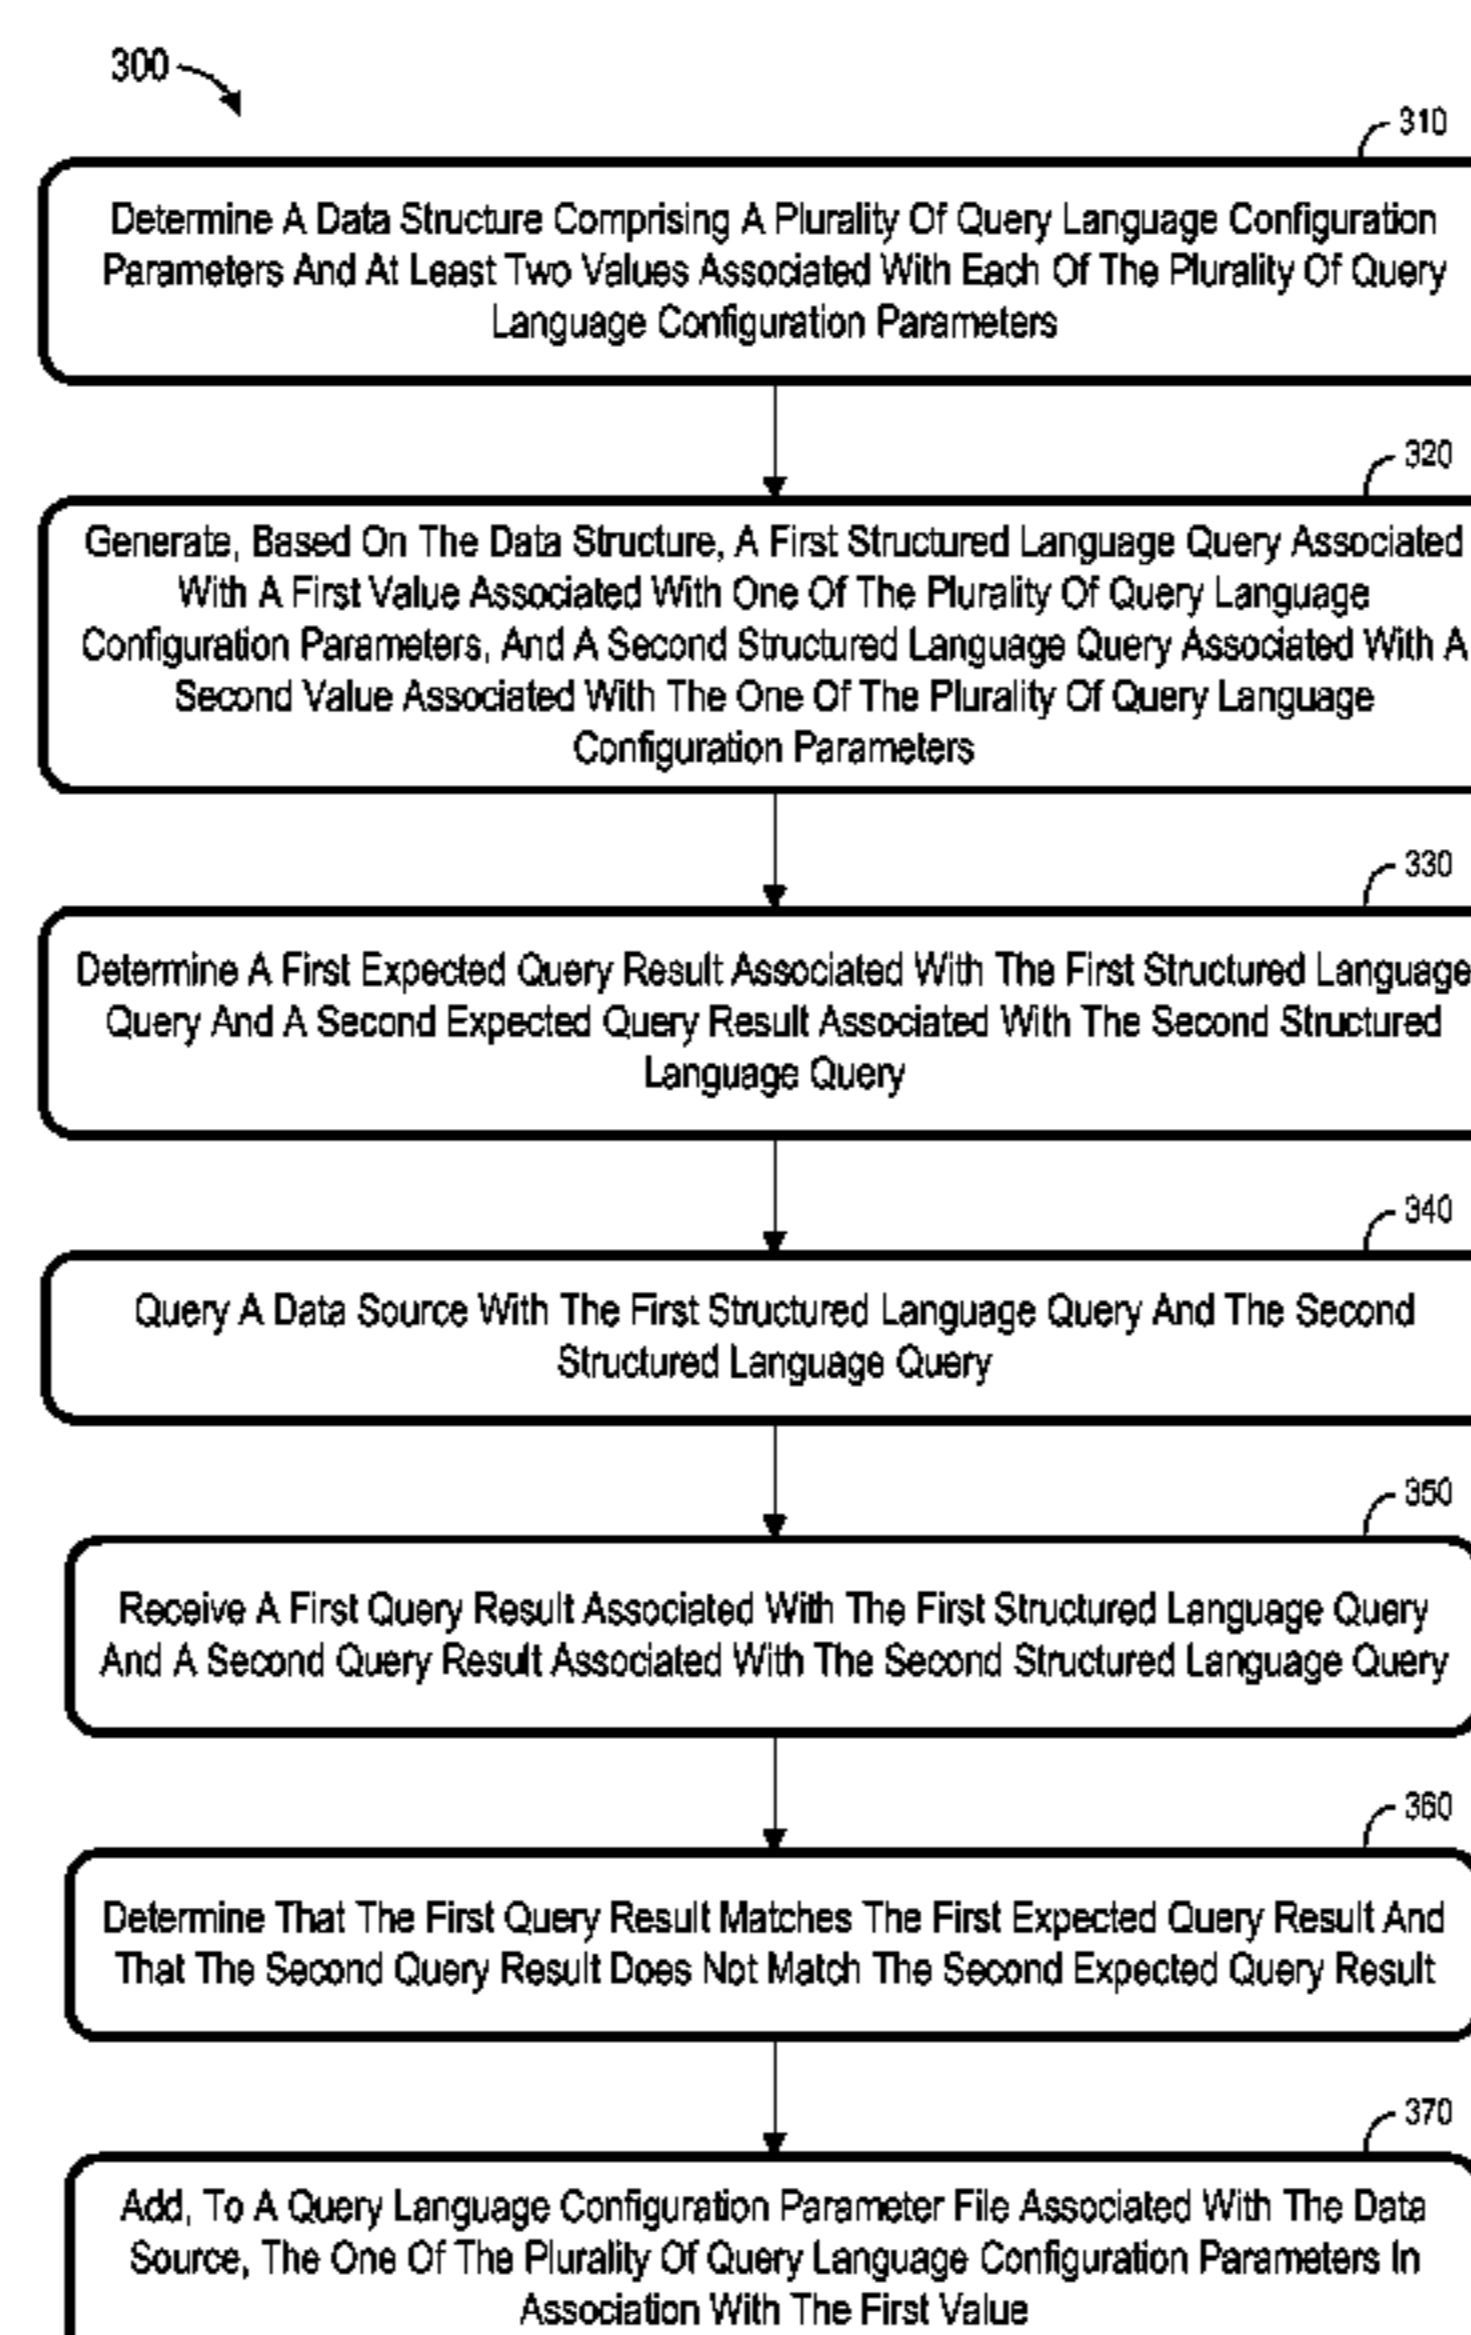 300
310
Determine A Data Structure Comprising A Plurality Of Query Language Configuration
Parameters And At Least Two Values Associated With Each Of The Plurality Of Query
Language Configuration Parameters
320
Generate, Based On The Data Structure, A First Structured Language Query Associated
With A First Value Associated With One Of The Plurality Of Query Language
Configuration Parameters, And A Second Structured Language Query Associated With A
Second Value Associated With The One Of The Plurality Of Query Language
Configuration Parameters
330
Determine A First Expected Query Result Associated With The First Structured Language
Query And A Second Expected Query Result Associated With The Second Structured
Language Query
340
Query A Data Source With The First Structured Language Query And The Second
Structured Language Query
350
Receive A First Query Result Associated With The First Structured Language Query
And A Second Query Result Associated With The Second Structured Language Query
360
Determine That The First Query Result Matches The First Expected Query Result And
That The Second Query Result Does Not Match The Second Expected Query Result
370
Add, To A Query Language Configuration Parameter File Associated With The Data
Source, The One Of The Plurality Of Query Language Configuration Parameters In
Association With The First Value